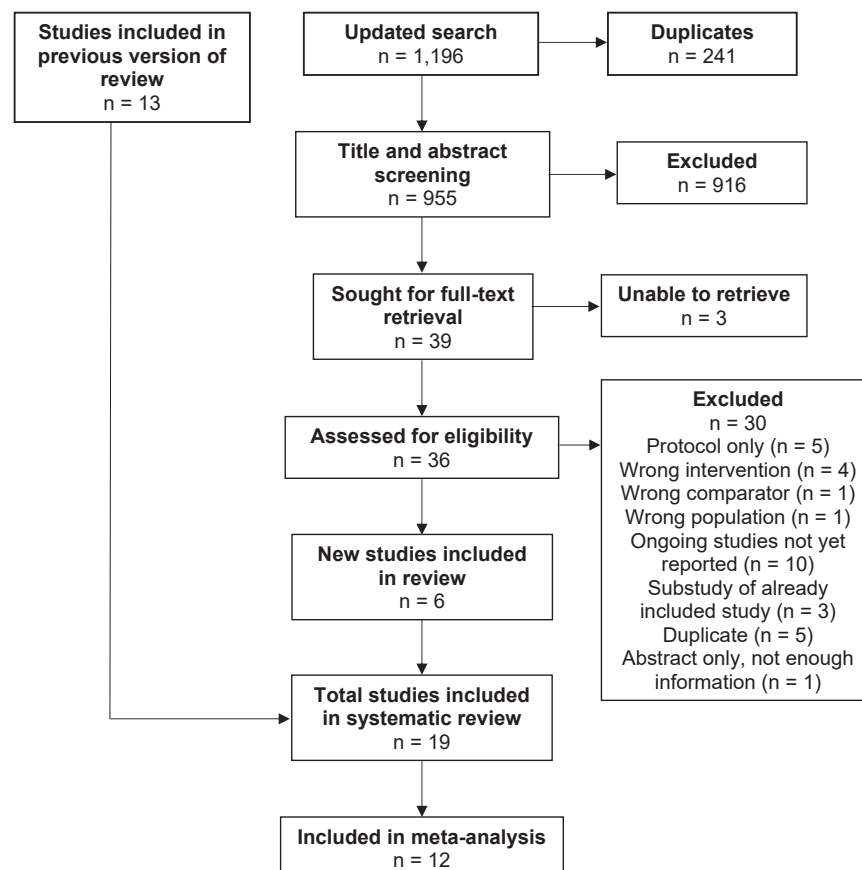 Studies included in
previous version of
review
n = 13
Updated search
n = 1,196
Duplicates
n = 241
Title and abstract
screening
n = 955
Excluded
n = 916
Sought for full-text
retrieval
n = 39
Unable to retrieve
n = 3
Assessed for eligibility
n = 36
Excluded
n = 30
Protocol only (n = 5)
Wrong intervention (n = 4)
Wrong comparator (n = 1)
Wrong population (n = 1)
Ongoing studies not yet
reported (n = 10)
Substudy of already
included study (n = 3)
Duplicate (n = 5)
Abstract only, not enough
information (n = 1)
New studies included
in review
n = 6
Total studies included
in systematic review
n = 19
Included in meta-analysis
n = 12